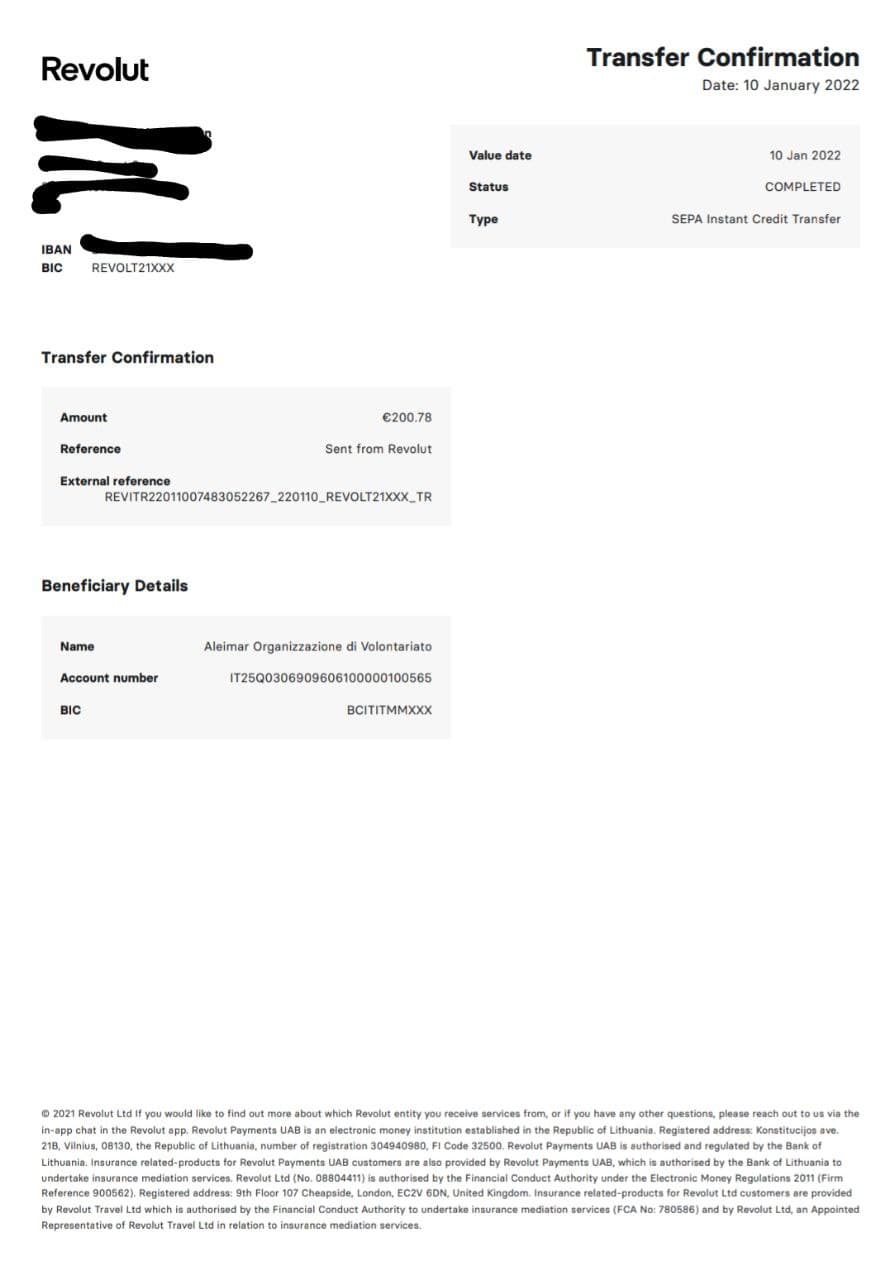 Revolut
Transfer Confirmation
Date: 10 January 2022
Value date 10 Jan 2022
Status COMPLETED
Type SEPA Instant Credit Transfer
IBAN
BIC REVOLT21XXX
Transfer Confirmation
Amount €200.78
Reference Sent from Revolut
External reference
REVITR22011007483052267_220110_REVOLT21XXX_TR
Beneficiary Details
Name Aleimar Organizzazione di Volontariato
Account number IT25Q0306909606100000100565
BIC BCITITMMXXX
© 2021 Revolut Ltd If you would like to find out more about which Revolut entity you receive services from, or if you have any other questions, please reach out to us via the
in-app chat in the Revolut app. Revolut Payments UAB is an electronic money institution established in the Republic of Lithuania. Registered address: Konstitucijos ave.
21B, Vilnius, 08130, the Republic of Lithuania, number of registration 304940980, FI Code 32500. Revolut Payments UAB is authorised and regulated by the Bank of
Lithuania. Insurance related-products for Revolut Payments UAB customers are also provided by Revolut Payments UAB, which is authorised by the Bank of Lithuania to
undertake insurance mediation services. Revolut Ltd (No. 08804411) is authorised by the Financial Conduct Authority under the Electronic Money Regulations 2011 (Firm
Reference 900562). Registered address: 9th Floor 107 Cheapside, London, EC2V 6DN, United Kingdom. Insurance related-products for Revolut Ltd customers are provided
by Revolut Travel Ltd which is authorised by the Financial Conduct Authority to undertake insurance mediation services (FCA No: 780586) and by Revolut Ltd, an Appointed
Representative of Revolut Travel Ltd in relation to insurance mediation services.